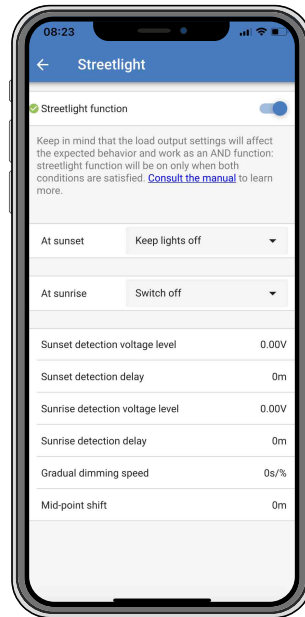 08:23
Streetlight
Streetlight function
Keep in mind that the load output settings will affect
the expected behavior and work as an AND function:
streetlight function will be on only when both
conditions are satisfied. Consult the manual to learn
more.
At sunset Keep lights off
At sunrise Switch off
Sunset detection voltage level 0.00V
Sunset detection delay 0m
Sunrise detection voltage level 0.00V
Sunrise detection delay 0m
Gradual dimming speed 0s/%
Mid-point shift 0m